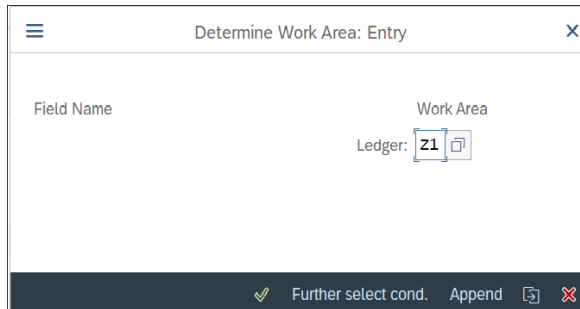 Determine Work Area: Entry
Field Name Work Area
Ledger: Z1
Further select cond. Append